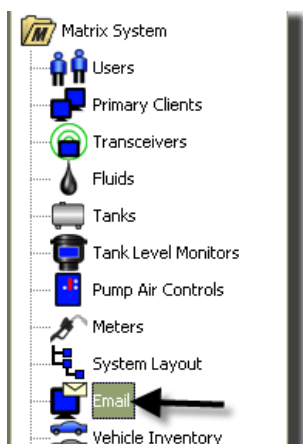 Matrix System
Users
Primary Clients
Transceivers
Fluids
Tanks
Tank Level Monitors
Pump Air Controls
Meters
System Layout
Email
Vehicle Inventory